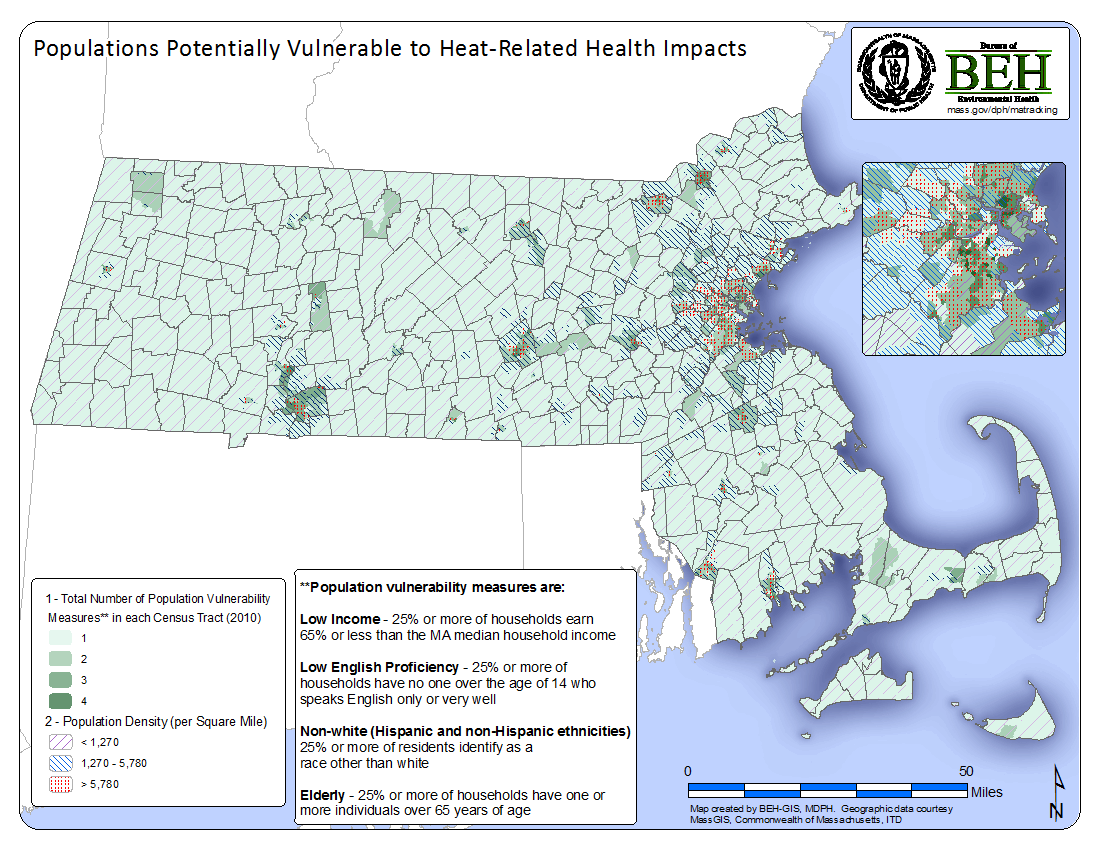 Populations Potentially Vulnerable to Heat-Related Health Impacts
COMMONWEALTH OF MASSACHUSETTS
DEPARTMENT OF PUBLIC HEALTH
Bureau of
BEH
Environmental Health
mass.gov/dph/matracking
1 - Total Number of Population Vulnerability
Measures** in each Census Tract (2010)
1
2
3
4
2 - Population Density (per Square Mile)
< 1,270
1,270 - 5,780
> 5,780
**Population vulnerability measures are:
Low Income - 25% or more of households earn
65% or less than the MA median household income
Low English Proficiency - 25% or more of
households have no one over the age of 14 who
speaks English only or very well
Non-white (Hispanic and non-Hispanic ethnicities)
25% or more of residents identify as a
race other than white
Elderly - 25% or more of households have one or
more individuals over 65 years of age
0 50
Miles
Map created by BEH-GIS, MDPH. Geographic data courtesy
MassGIS, Commonwealth of Massachusetts, ITD
N